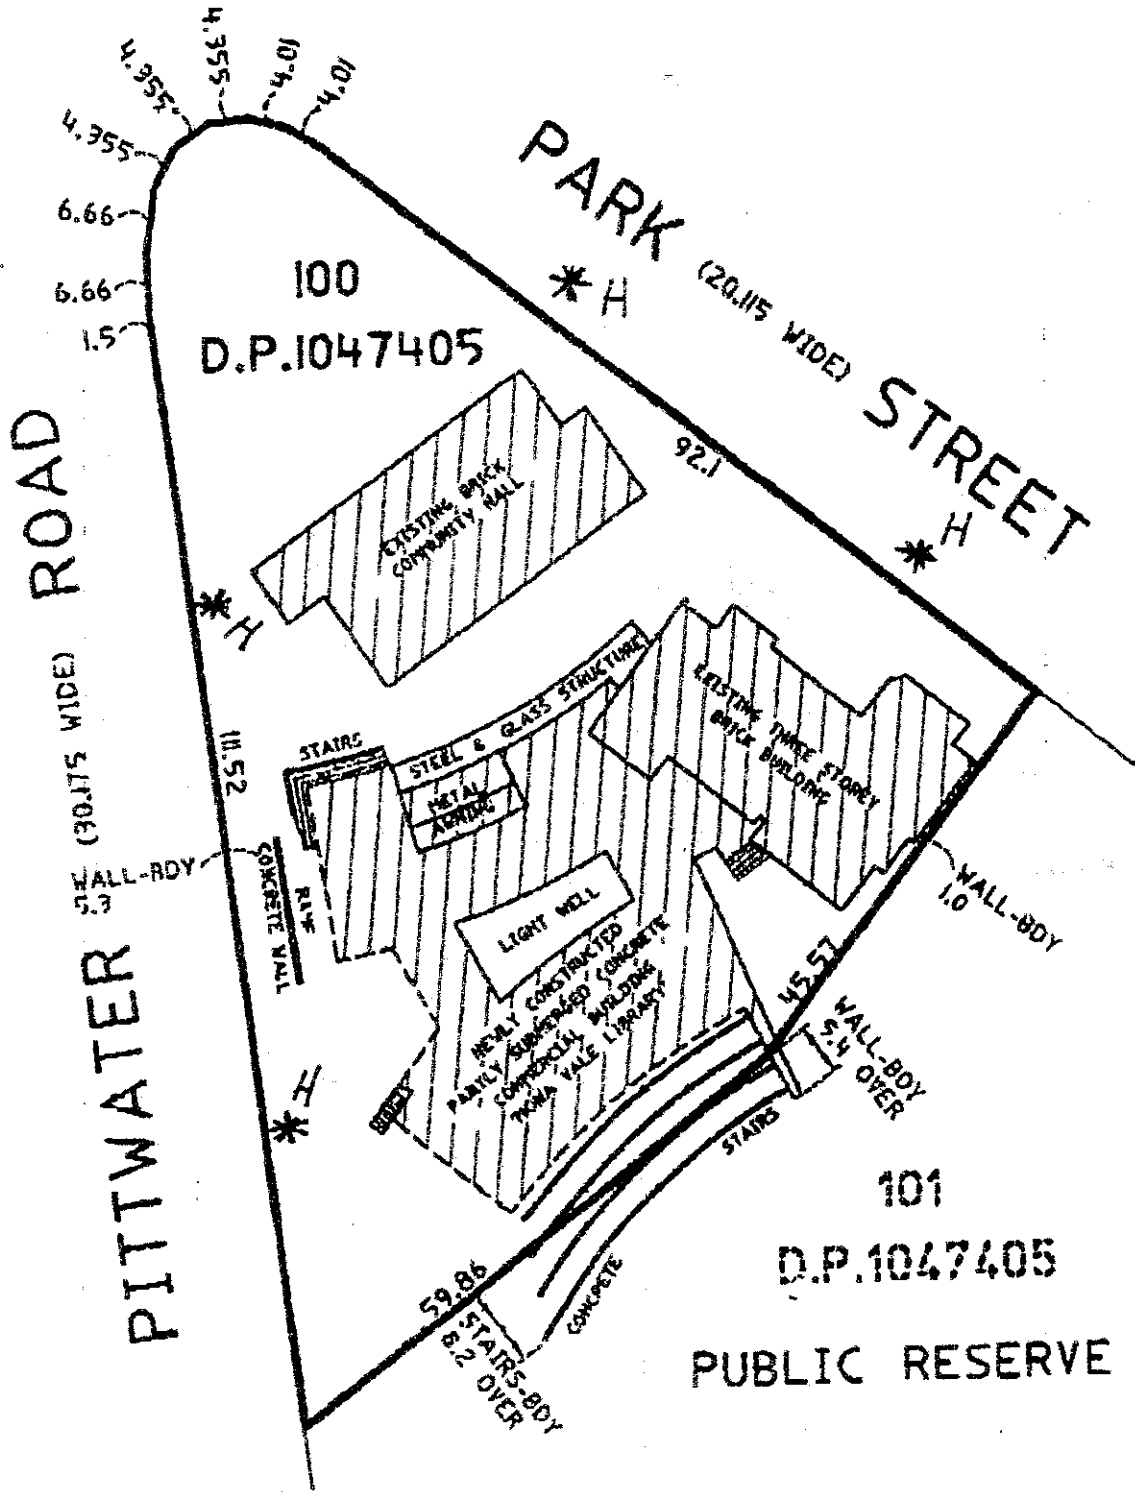 4.355
4.355
4.355
4.01
4.01
6.66
6.66
1.5
100
D.P.1047405
PARK (20.115 WIDE) STREET
H
H
92.1
PITTWATER (30.175 WIDE) ROAD
H
H
111.52
EXISTING BRICK
COMMUNITY HALL
STEEL & GLASS STRUCTURE
STAIRS
METAL
AWNING
EXISTING THREE STOREY
BRICK BUILDING
WALL-BDY
5.3
CONCRETE WALL
LIGHT WELL
NEWLY CONSTRUCTED
PARTLY SUBMERGED CONCRETE
COMMERCIAL BUILDING
MONA VALE LIBRARY
WALL-BDY
1.0
45.57
WALL-BDY
5.4 OVER
STAIRS
CONCRETE
59.86
STAIRS-BDY
6.2 OVER
101
D.P.1047405
PUBLIC RESERVE